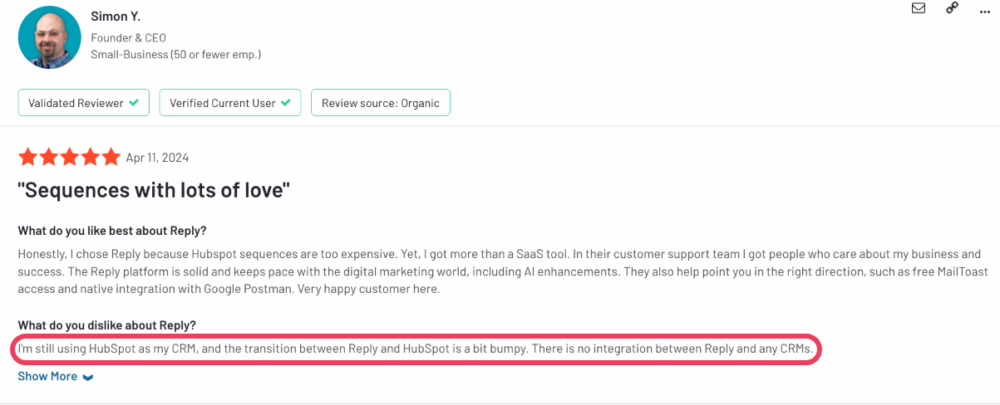 Simon Y.
Founder & CEO
Small-Business (50 or fewer emp.)
Validated Reviewer
Verified Current User
Review source: Organic
Apr 11, 2024
"Sequences with lots of love"
What do you like best about Reply?
Honestly, I chose Reply because Hubspot sequences are too expensive. Yet, I got more than a SaaS tool. In their customer support team I got people who care about my business and
success. The Reply platform is solid and keeps pace with the digital marketing world, including AI enhancements. They also help point you in the right direction, such as free MailToast
access and native integration with Google Postman. Very happy customer here.
What do you dislike about Reply?
I'm still using HubSpot as my CRM, and the transition between Reply and HubSpot is a bit bumpy. There is no integration between Reply and any CRMs.
Show More